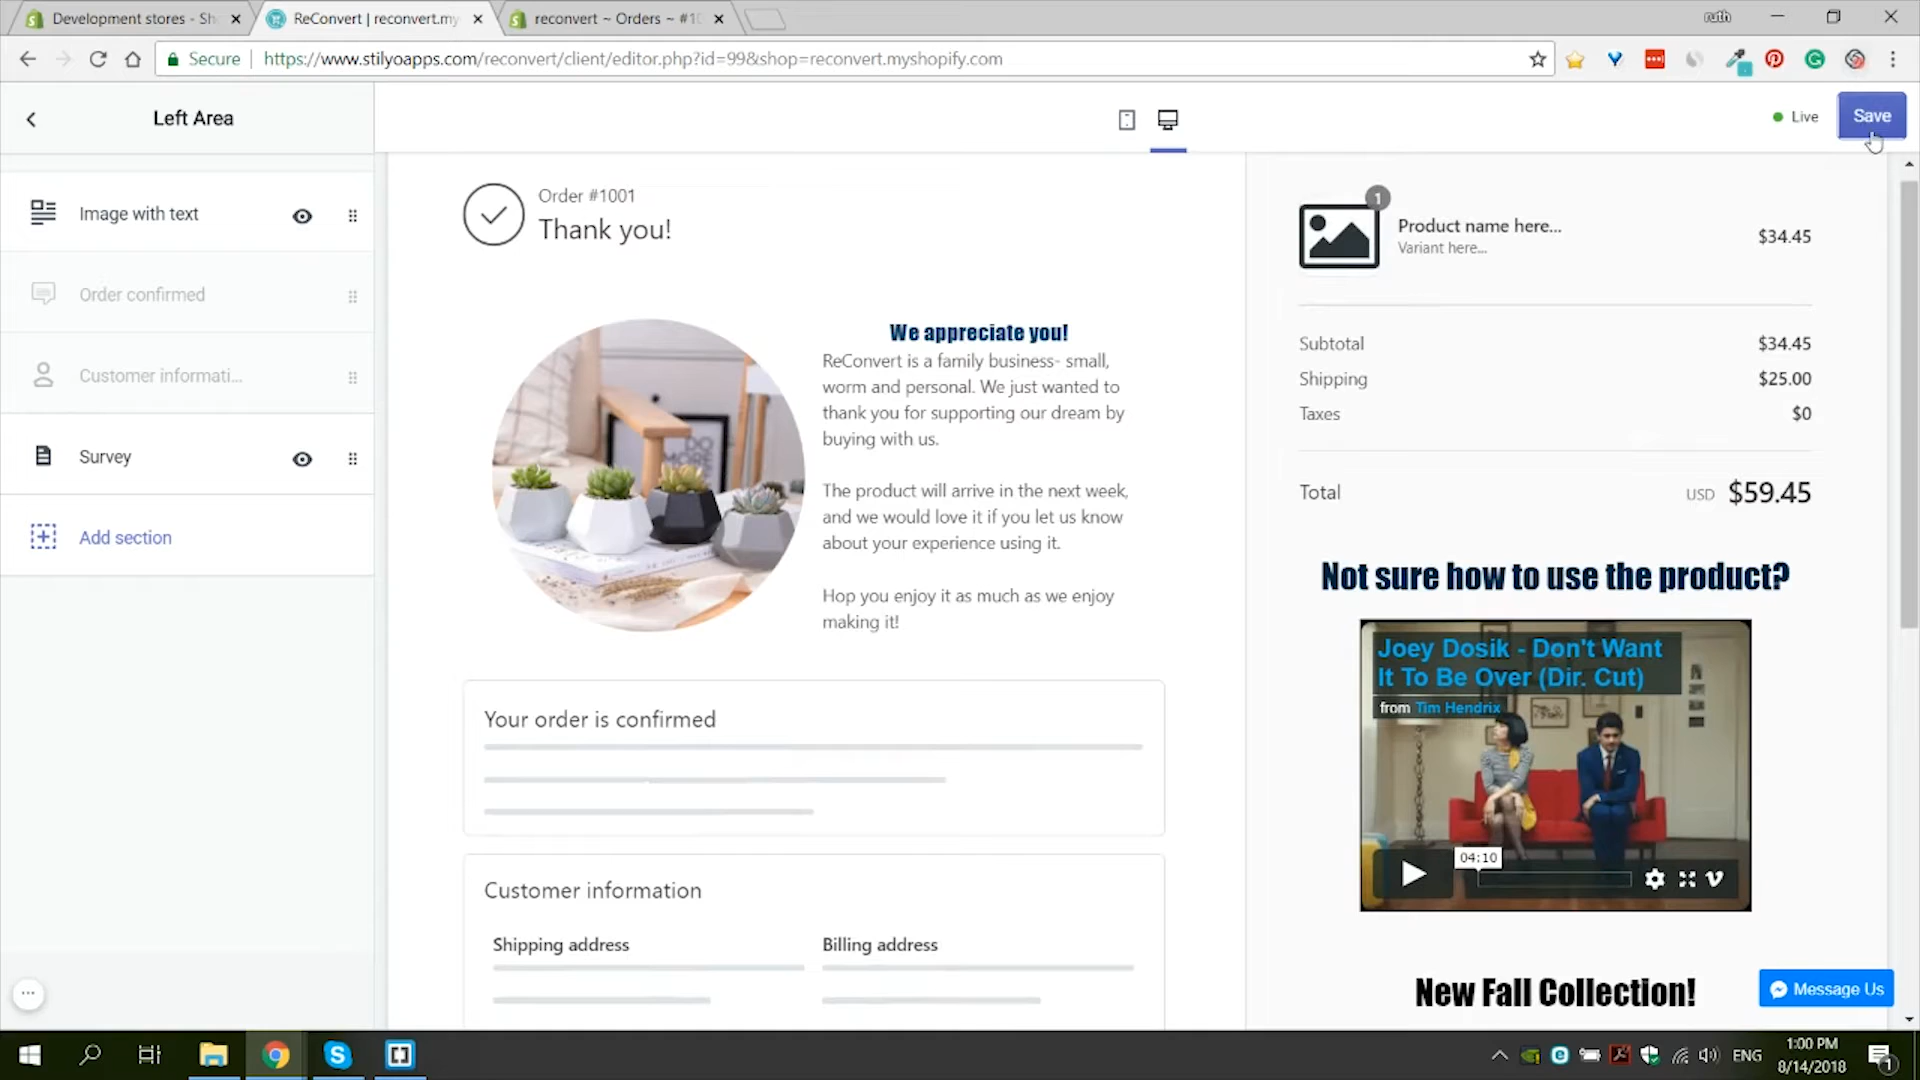 Development stores - Sh
ReConvert | reconvert.my
reconvert ~ Orders ~ #10
ruth
Secure
https://www.stilyoapps.com/reconvert/client/editor.php?id=99&shop=reconvert.myshopify.com
Left Area
Live
Save
Image with text
Order confirmed
Customer informati...
Survey
Add section
Order #1001
Thank you!
We appreciate you!
ReConvert is a family business- small,
worm and personal. We just wanted to
thank you for supporting our dream by
buying with us.
The product will arrive in the next week,
and we would love it if you let us know
about your experience using it.
Hop you enjoy it as much as we enjoy
making it!
Your order is confirmed
Customer information
Shipping address
Billing address
1
Product name here...
Variant here...
$34.45
Subtotal
$34.45
Shipping
$25.00
Taxes
$0
Total
USD $59.45
Not sure how to use the product?
Joey Dosik - Don't Want
It To Be Over (Dir. Cut)
from Tim Hendrix
04:10
New Fall Collection!
Message Us
ENG
1:00 PM
8/14/2018
1